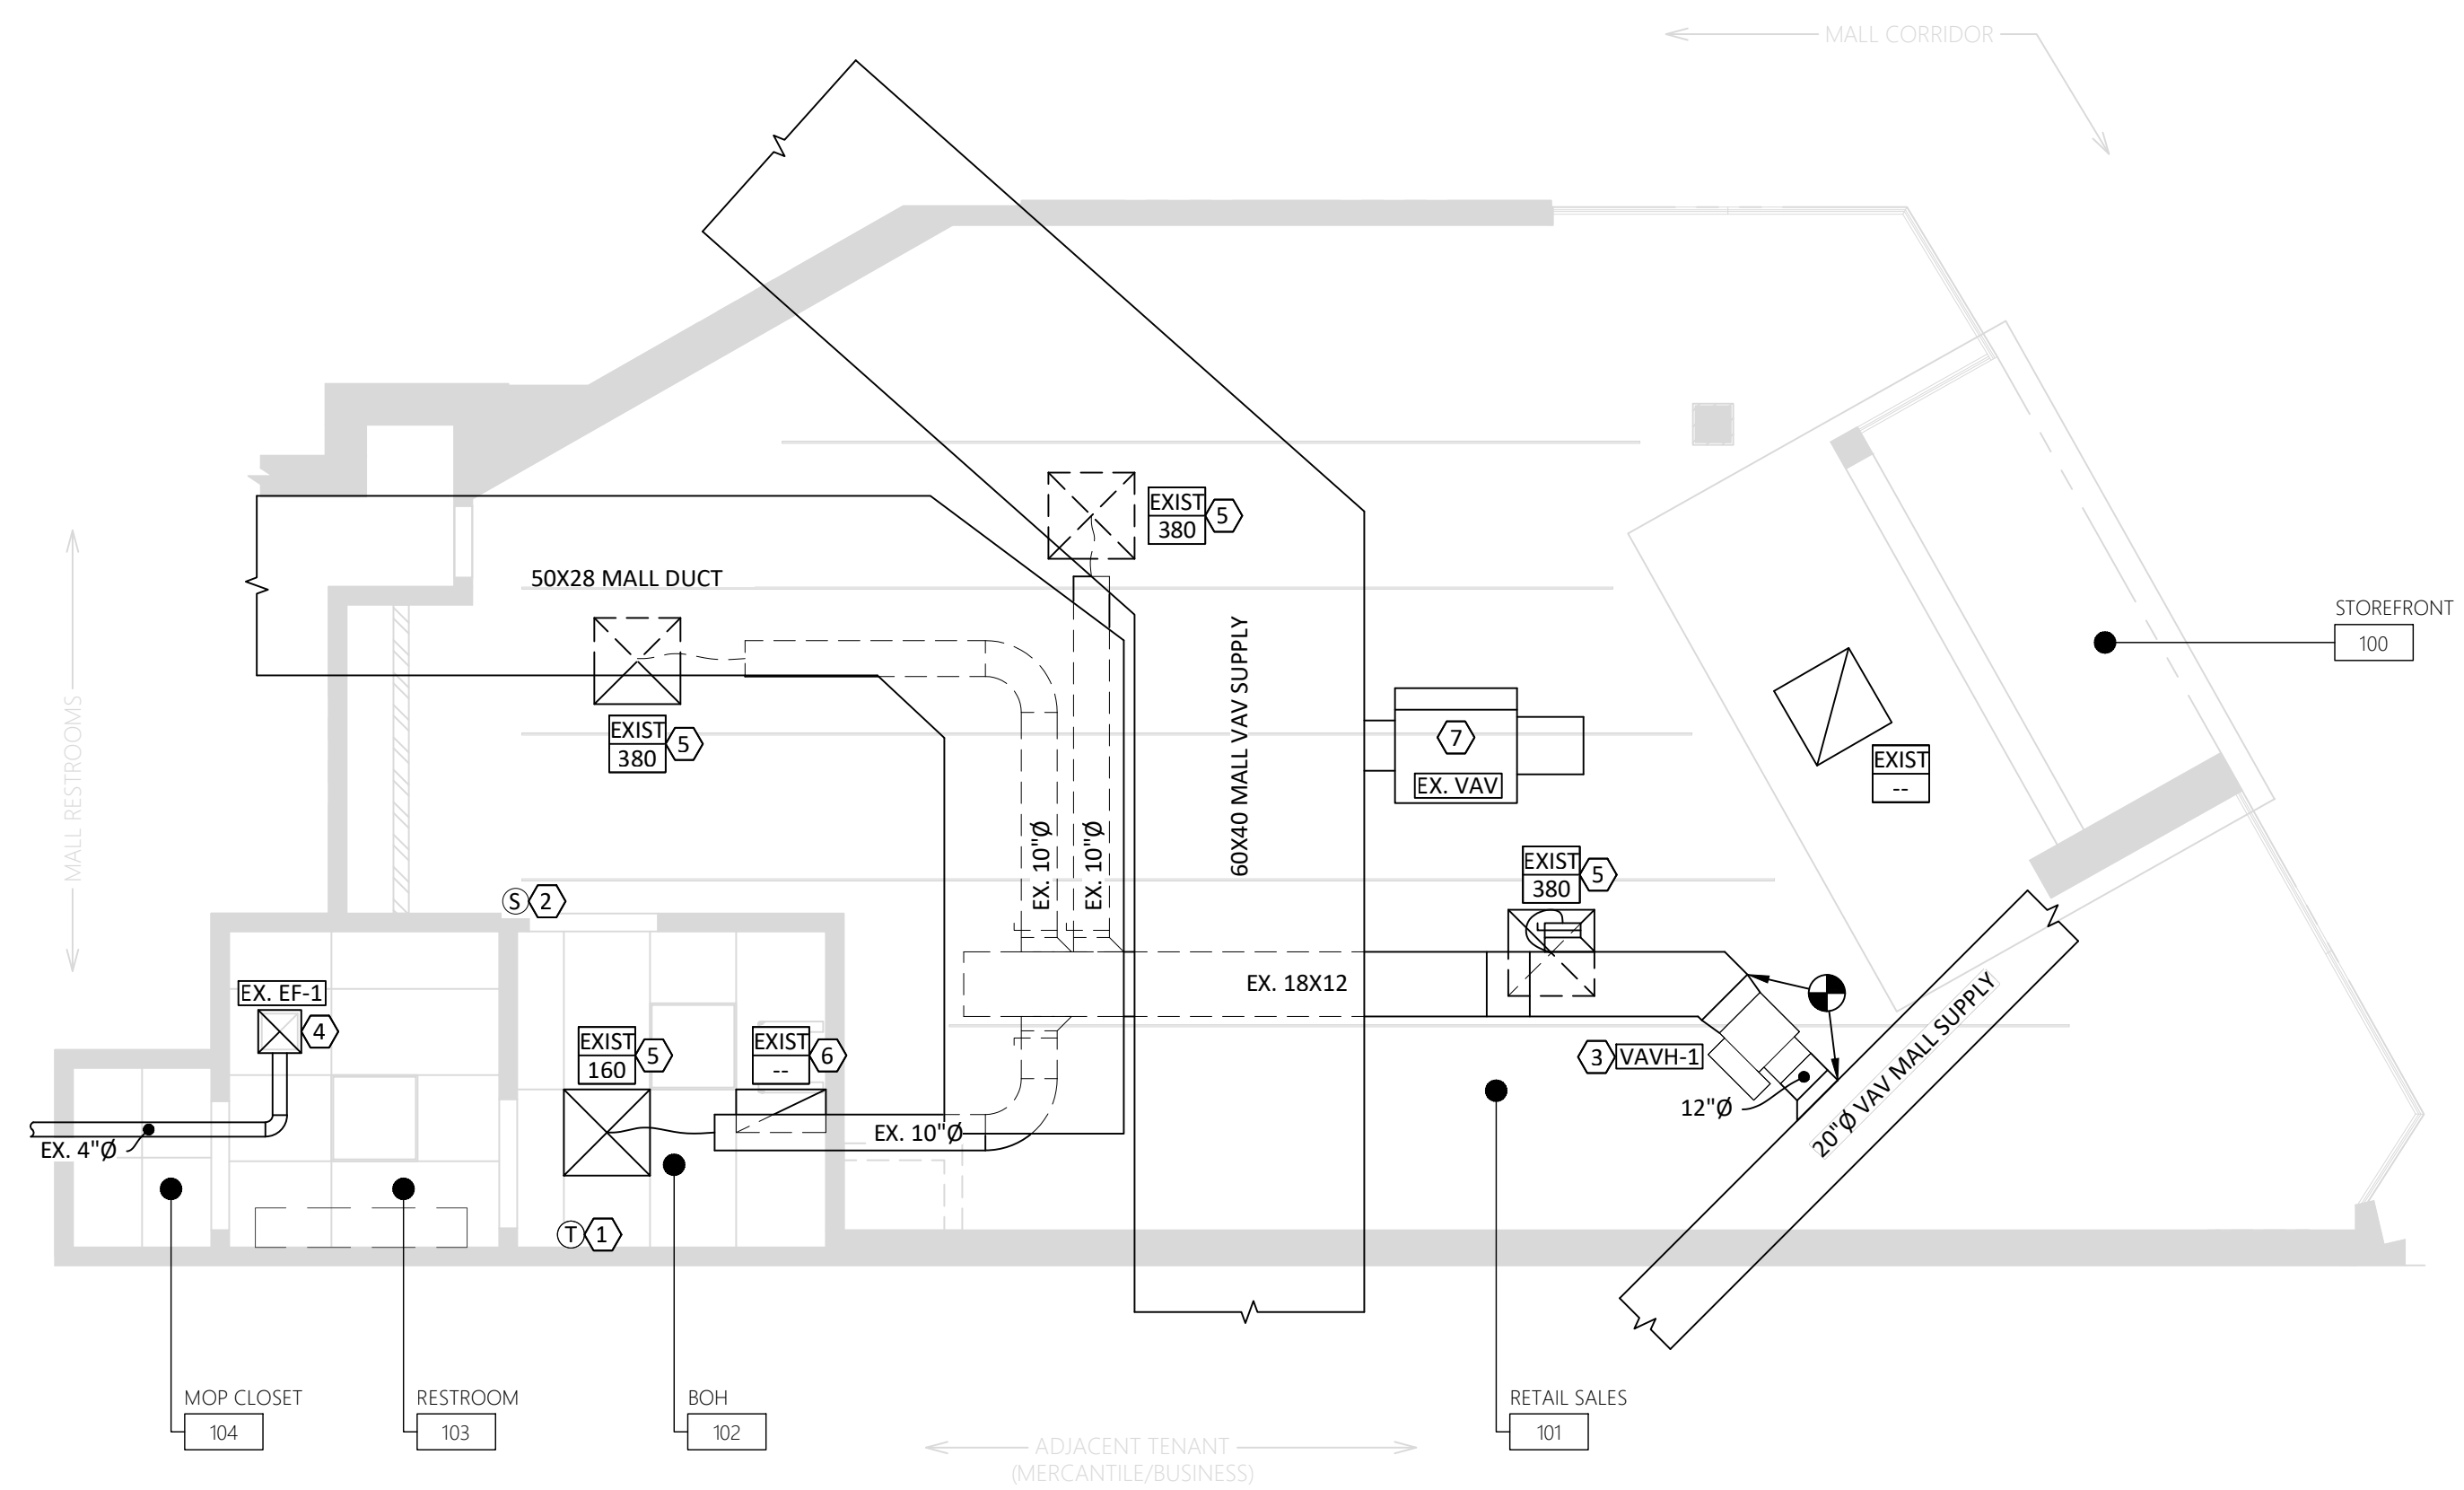 MALL CORRIDOR
EXIST
380
5
50X28 MALL DUCT
STOREFRONT
100
EXIST
380
5
60X40 MALL VAV SUPPLY
7
EX. VAV
EXIST
--
MALL RESTROOMS
EX. 10"Ø
EX. 10"Ø
EXIST
380
5
S
2
EX. EF-1
4
EX. 18X12
EXIST
160
5
EXIST
--
6
3
VAVH-1
12"Ø
20"Ø VAV MALL SUPPLY
EX. 4"Ø
EX. 10"Ø
T
1
MOP CLOSET
104
RESTROOM
103
BOH
102
RETAIL SALES
101
ADJACENT TENANT
(MERCANTILE/BUSINESS)